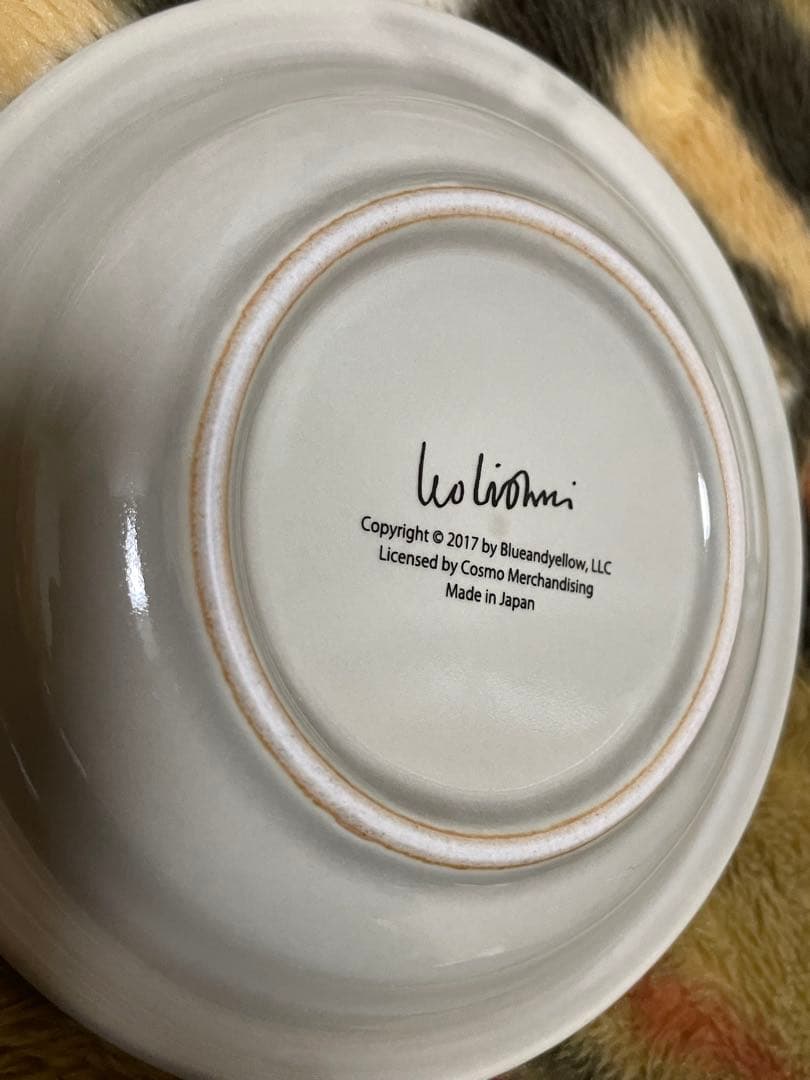 leo lionni
Copyright © 2017 by Blueandyellow, LLC
Licensed by Cosmo Merchandising
Made in Japan